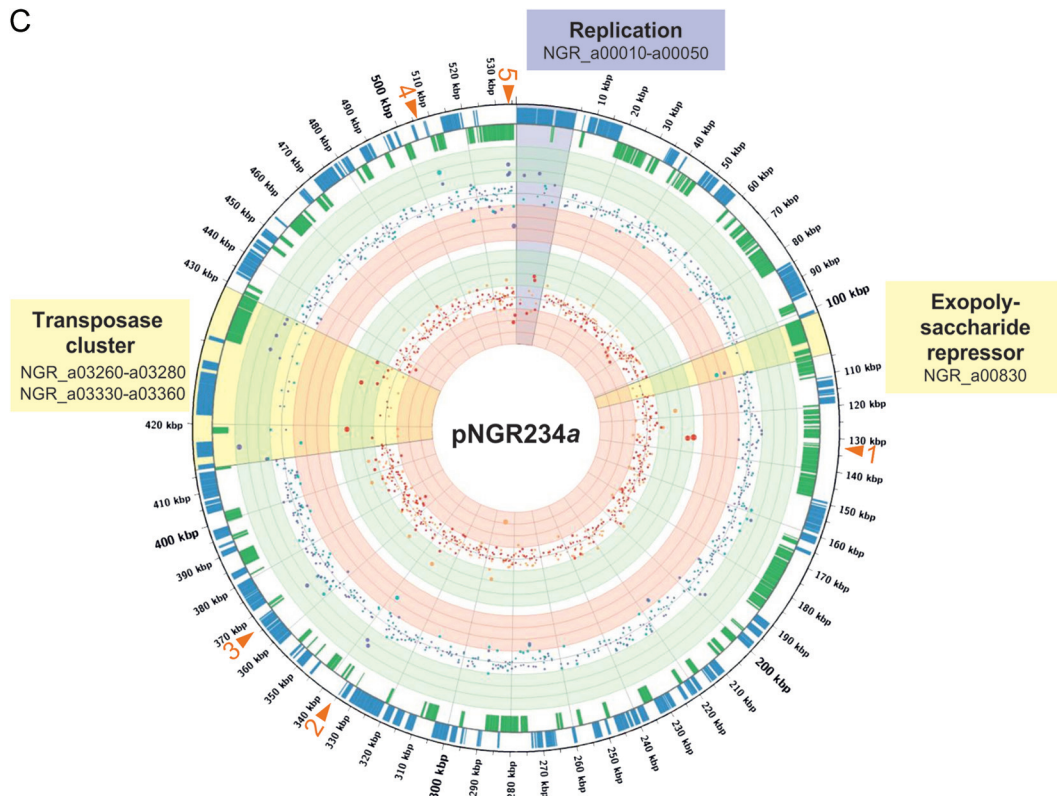 C
Replication
NGR_a00010-a00050
10 kbp
20 kbp
30 kbp
40 kbp
50 kbp
60 kbp
70 kbp
80 kbp
90 kbp
100 kbp
Exopoly-
saccharide
repressor
NGR_a00830
110 kbp
120 kbp
130 kbp
1
140 kbp
150 kbp
160 kbp
170 kbp
180 kbp
190 kbp
200 kbp
210 kbp
220 kbp
230 kbp
240 kbp
250 kbp
260 kbp
270 kbp
280 kbp
290 kbp
300 kbp
310 kbp
320 kbp
330 kbp
2
340 kbp
350 kbp
360 kbp
3
370 kbp
380 kbp
390 kbp
400 kbp
410 kbp
420 kbp
Transposase
cluster
NGR_a03260-a03280
NGR_a03330-a03360
430 kbp
440 kbp
450 kbp
460 kbp
470 kbp
480 kbp
490 kbp
500 kbp
4
510 kbp
520 kbp
530 kbp
5
pNGR234a